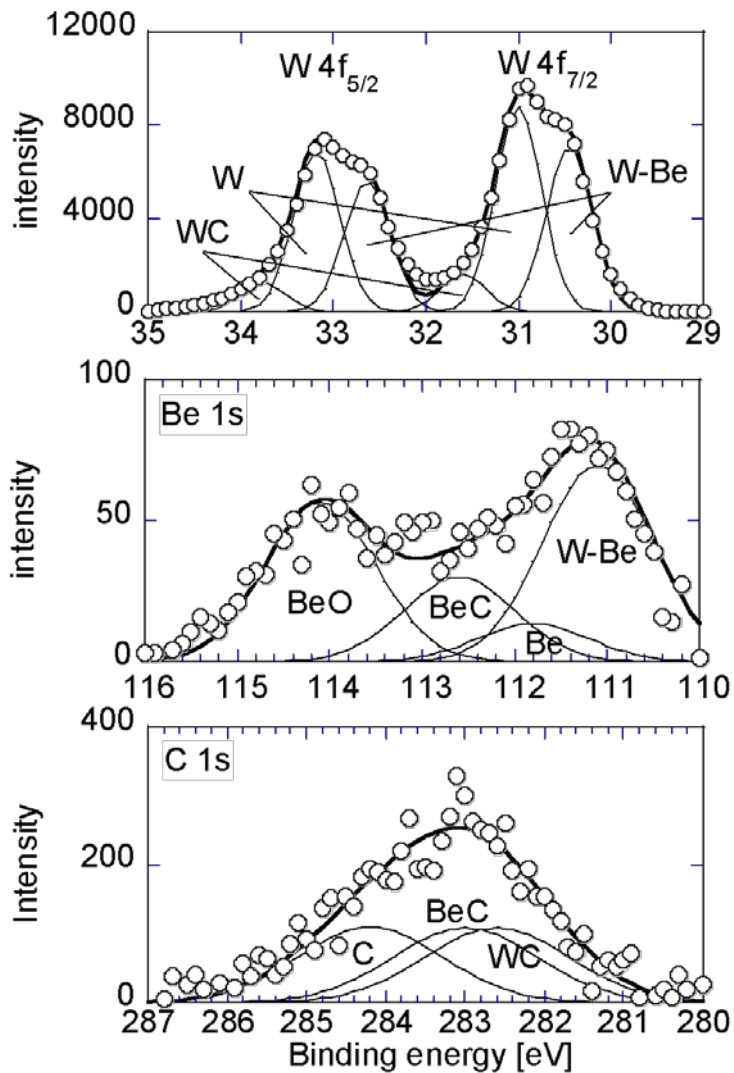 12000
8000
4000
0
intensity
W 4f5/2
W 4f7/2
W
WC
W-Be
35 34 33 32 31 30 29
100
50
0
intensity
Be 1s
BeO
BeC
Be
W-Be
116 115 114 113 112 111 110
400
200
0
Intensity
C 1s
C
BeC
WC
287 286 285 284 283 282 281 280
Binding energy [eV]